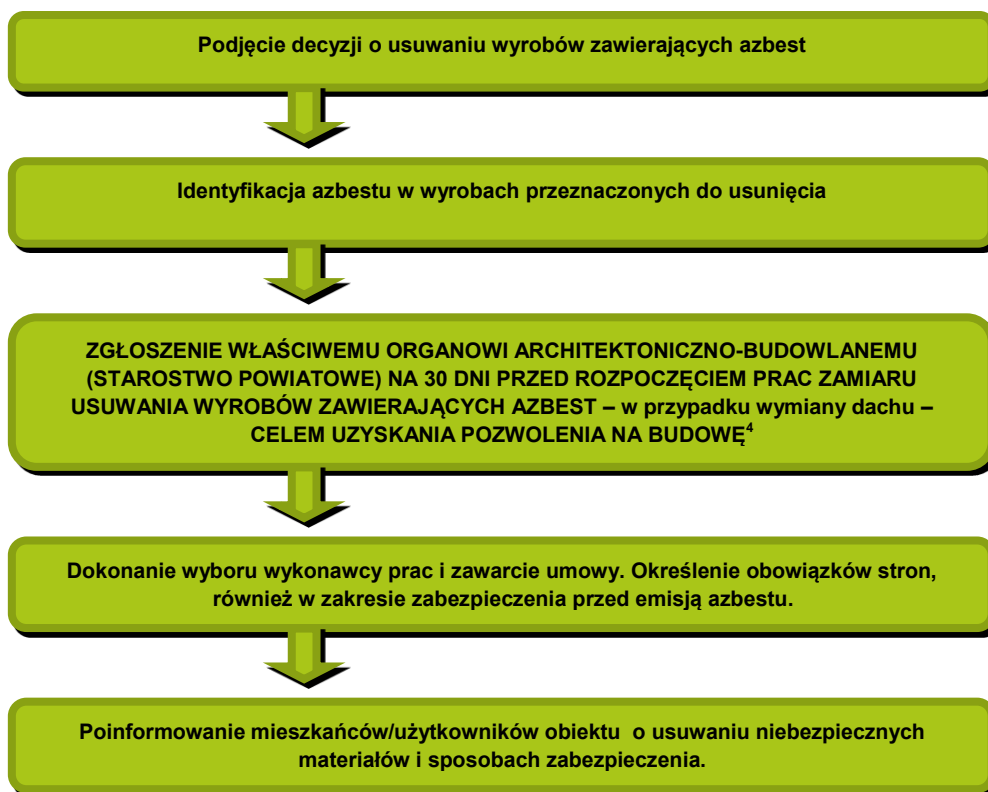 Podjęcie decyzji o usuwaniu wyrobów zawierających azbest
Identyfikacja azbestu w wyrobach przeznaczonych do usunięcia
ZGŁOSZENIE WŁAŚCIWEMU ORGANOWI ARCHITEKTONICZNO-BUDOWLANEMU
(STAROSTWO POWIATOWE) NA 30 DNI PRZED ROZPOCZĘCIEM PRAC ZAMIARU
USUWANIA WYROBÓW ZAWIERAJĄCYCH AZBEST – w przypadku wymiany dachu –
CELEM UZYSKANIA POZWOLENIA NA BUDOWĘ⁴
Dokonanie wyboru wykonawcy prac i zawarcie umowy. Określenie obowiązków stron,
również w zakresie zabezpieczenia przed emisją azbestu.
Poinformowanie mieszkańców/użytkowników obiektu o usuwaniu niebezpiecznych
materiałów i sposobach zabezpieczenia.